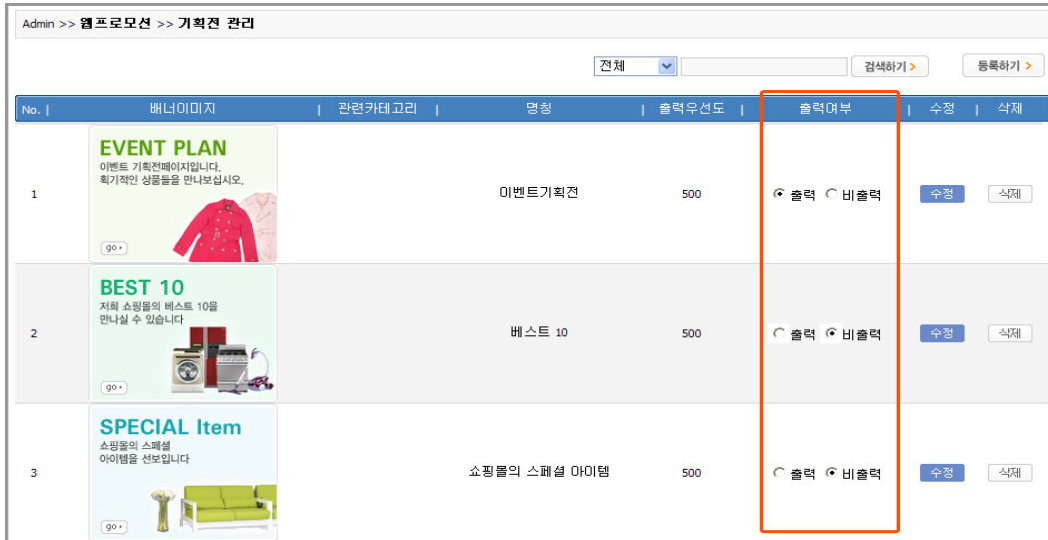 Admin >> 웹프로모션 >> 기획전 관리
전체 검색하기 > 등록하기 >
No. | 배너이미지 | 관련카테고리 | 명칭 | 출력우선도 | 출력여부 | 수정 | 삭제
EVENT PLAN
이벤트 기획전페이지입니다.
획기적인 상품들을 만나보십시오.
1 이벤트기획전 500 출력 비출력 수정 삭제
go
BEST 10
저희 쇼핑몰의 베스트 10을
만나실 수 있습니다
2 베스트 10 500 출력 비출력 수정 삭제
go
SPECIAL Item
쇼핑몰의 스페셜
아이템을 선보입니다
3 쇼핑몰의 스페셜 아이템 500 출력 비출력 수정 삭제
go